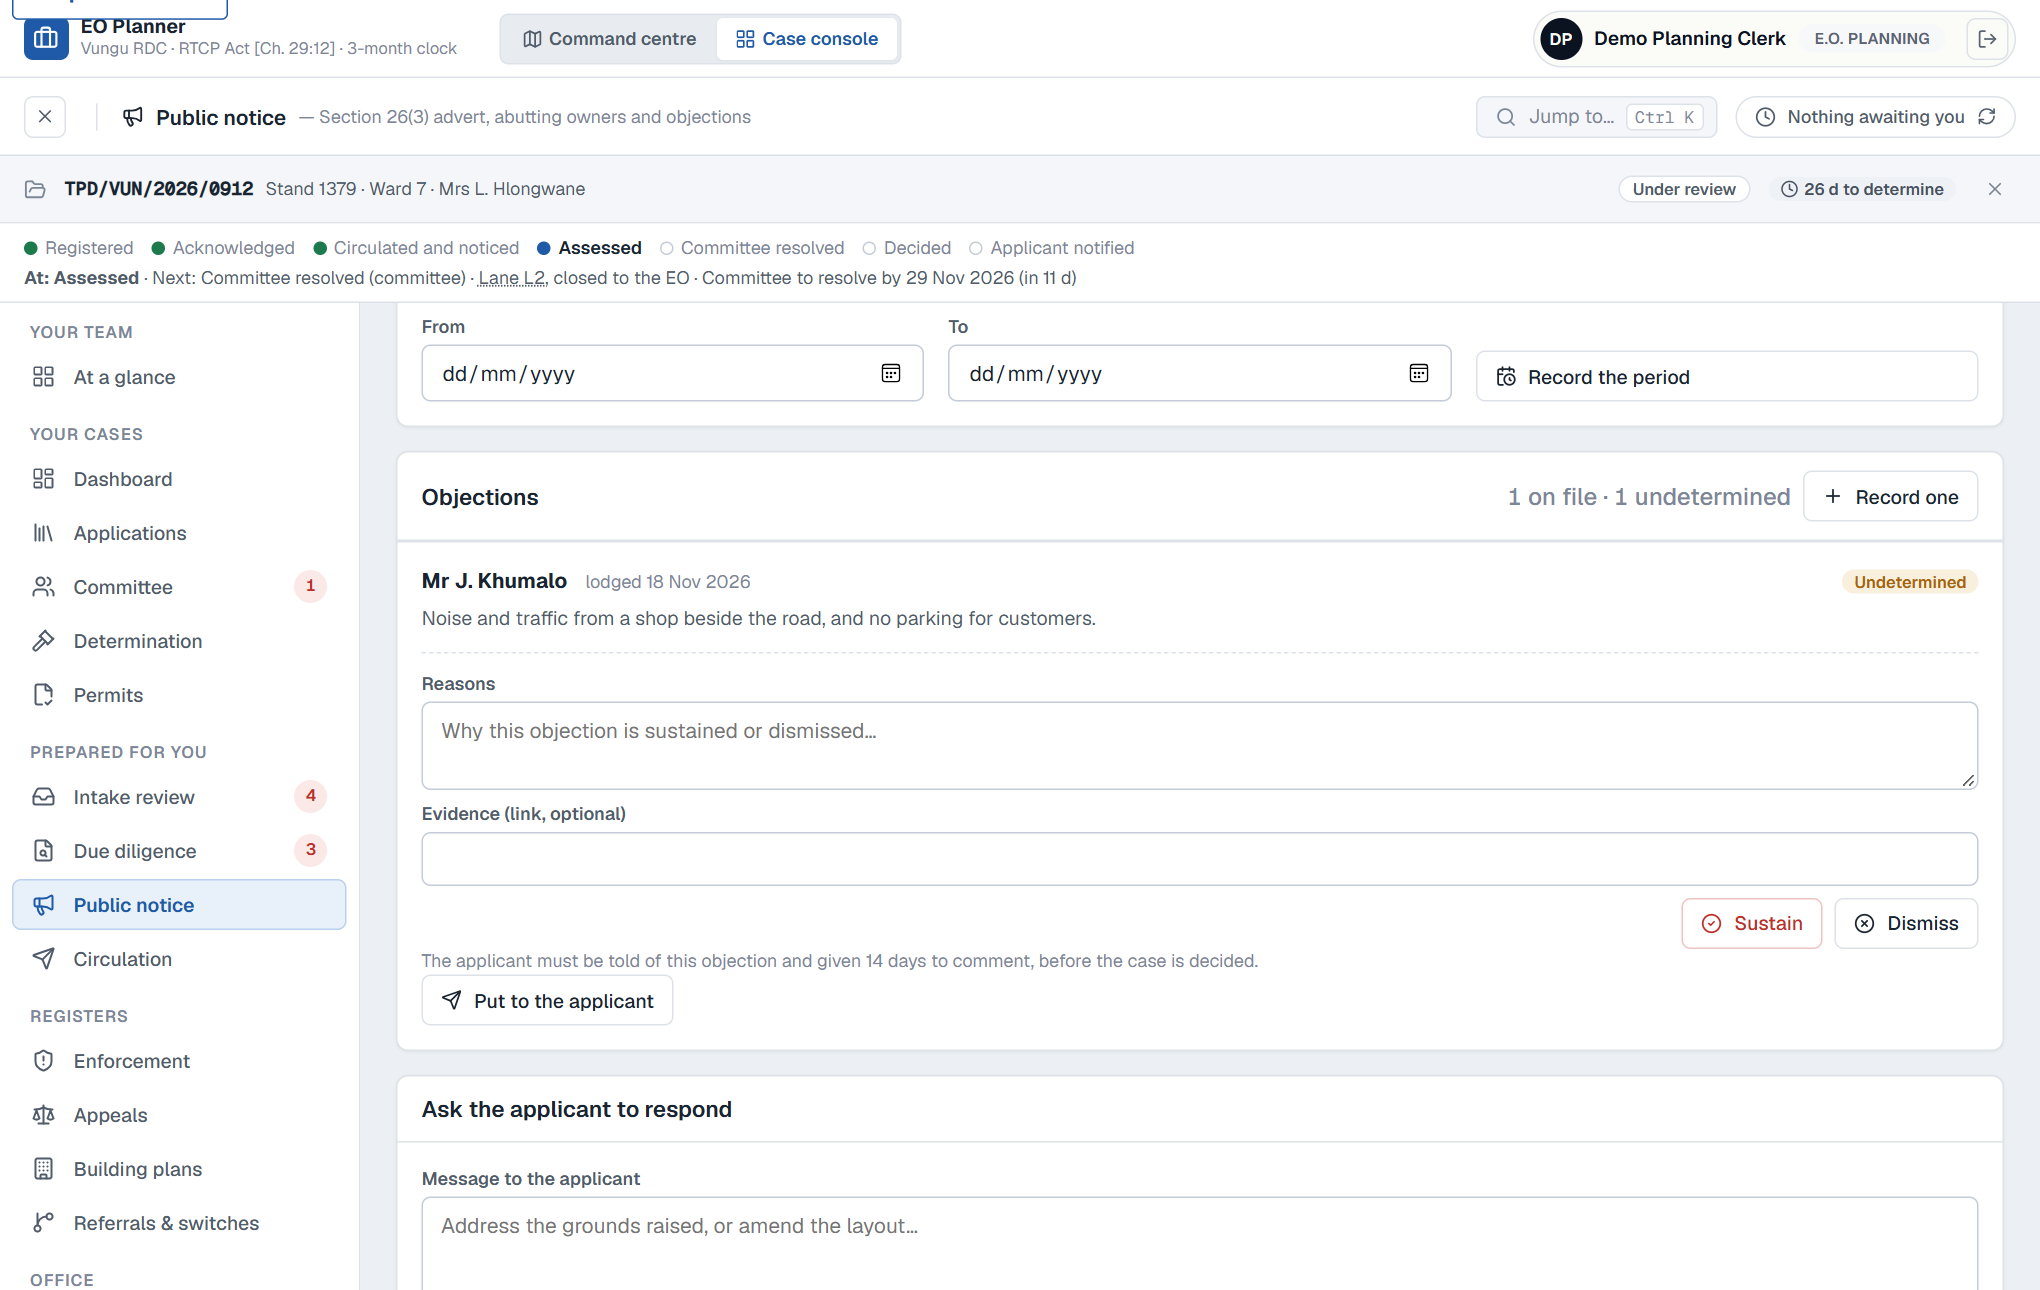 EO Planner
Vungu RDC · RTCP Act [Ch. 29:12] · 3-month clock
Command centre
Case console
DP
Demo Planning Clerk
E.O. PLANNING
Public notice
— Section 26(3) advert, abutting owners and objections
Jump to...
Ctrl K
Nothing awaiting you
TPD/VUN/2026/0912
Stand 1379 · Ward 7 · Mrs L. Hlongwane
Under review
26 d to determine
Registered
Acknowledged
Circulated and noticed
Assessed
Committee resolved
Decided
Applicant notified
At: Assessed · Next: Committee resolved (committee) · Lane L2, closed to the EO · Committee to resolve by 29 Nov 2026 (in 11 d)
YOUR TEAM
At a glance
YOUR CASES
Dashboard
Applications
Committee
1
Determination
Permits
PREPARED FOR YOU
Intake review
4
Due diligence
3
Public notice
Circulation
REGISTERS
Enforcement
Appeals
Building plans
Referrals & switches
OFFICE
From
dd/mm/yyyy
To
dd/mm/yyyy
Record the period
Objections
1 on file · 1 undetermined
Record one
Mr J. Khumalo
lodged 18 Nov 2026
Undetermined
Noise and traffic from a shop beside the road, and no parking for customers.
Reasons
Why this objection is sustained or dismissed...
Evidence (link, optional)
Sustain
Dismiss
The applicant must be told of this objection and given 14 days to comment, before the case is decided.
Put to the applicant
Ask the applicant to respond
Message to the applicant
Address the grounds raised, or amend the layout...